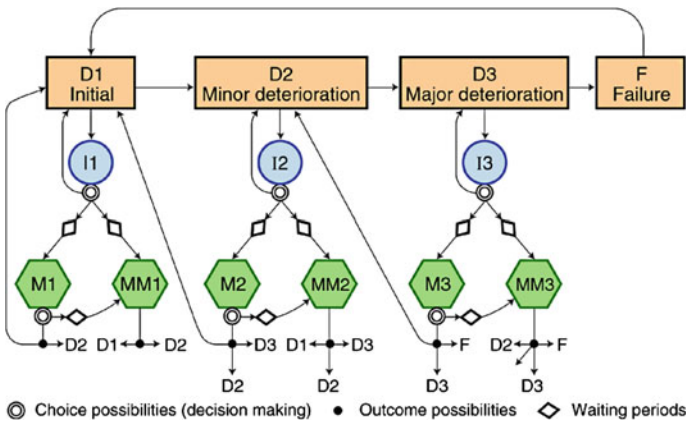 D1
Initial
D2
Minor deterioration
D3
Major deterioration
F
Failure
I1
I2
I3
M1
MM1
M2
MM2
M3
MM3
D2
D1
D2
D3
D1
D3
F
D2
F
D2
D2
D3
D3
Choice possibilities (decision making)
Outcome possibilities
Waiting periods